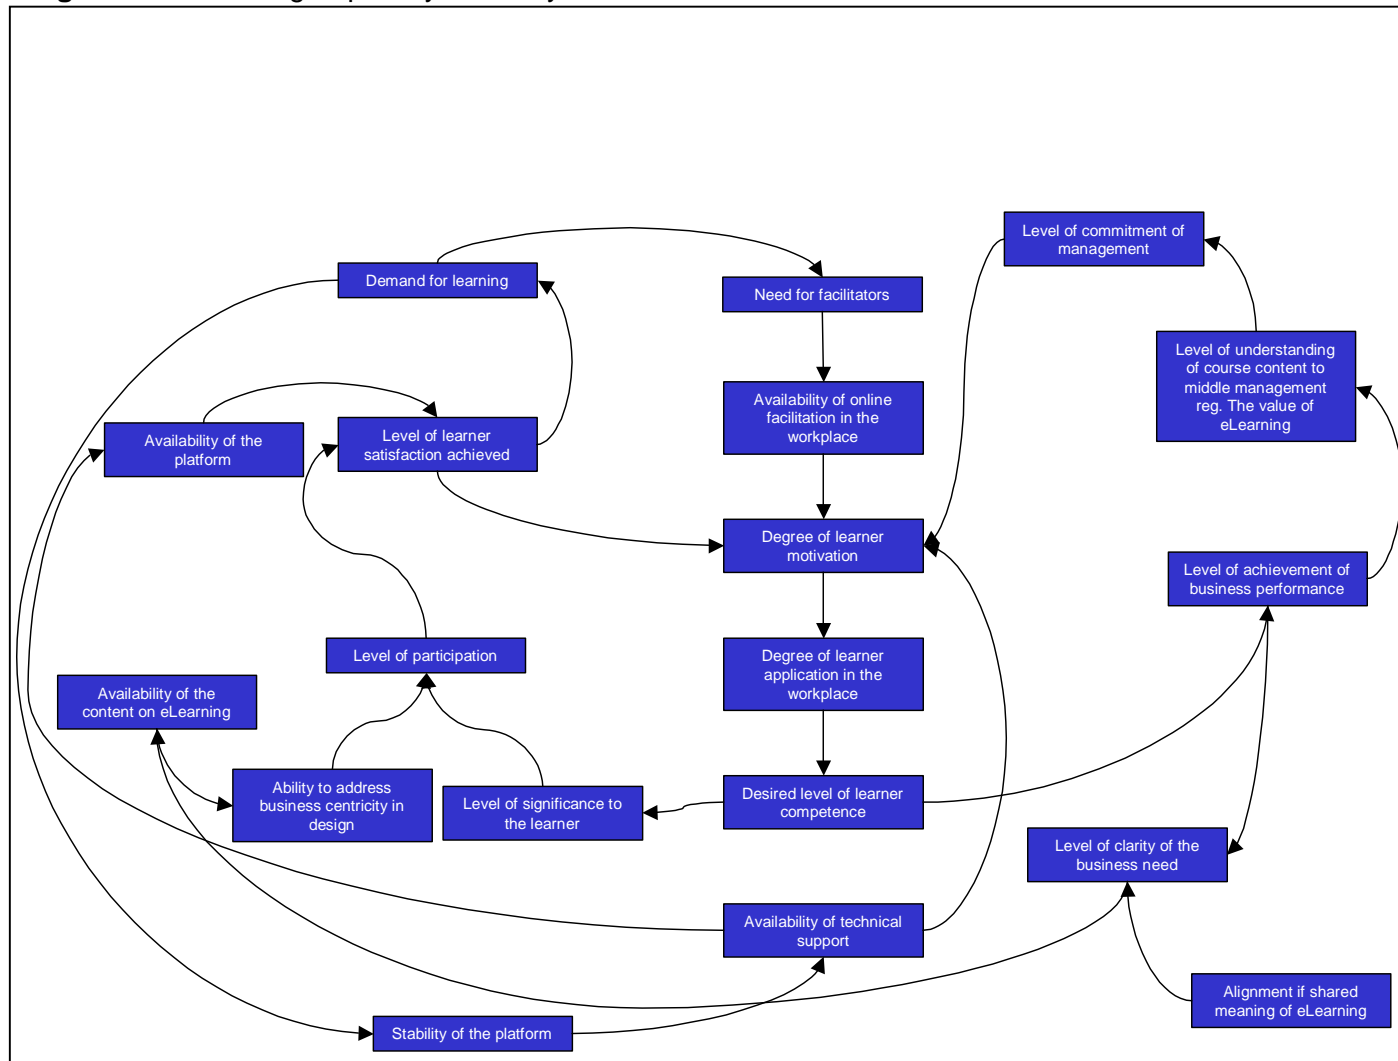 Level of commitment of
management
Demand for learning
Need for facilitators
Level of understanding
of course content to
middle management
reg. The value of
eLearning
Availability of online
facilitation in the
workplace
Availability of the
platform
Level of learner
satisfaction achieved
Degree of learner
motivation
Level of achievement of
business performance
Level of participation
Degree of learner
application in the
workplace
Availability of the
content on eLearning
Ability to address
business centricity in
design
Level of significance to
the learner
Desired level of learner
competence
Level of clarity of the
business need
Availability of technical
support
Alignment if shared
meaning of eLearning
Stability of the platform